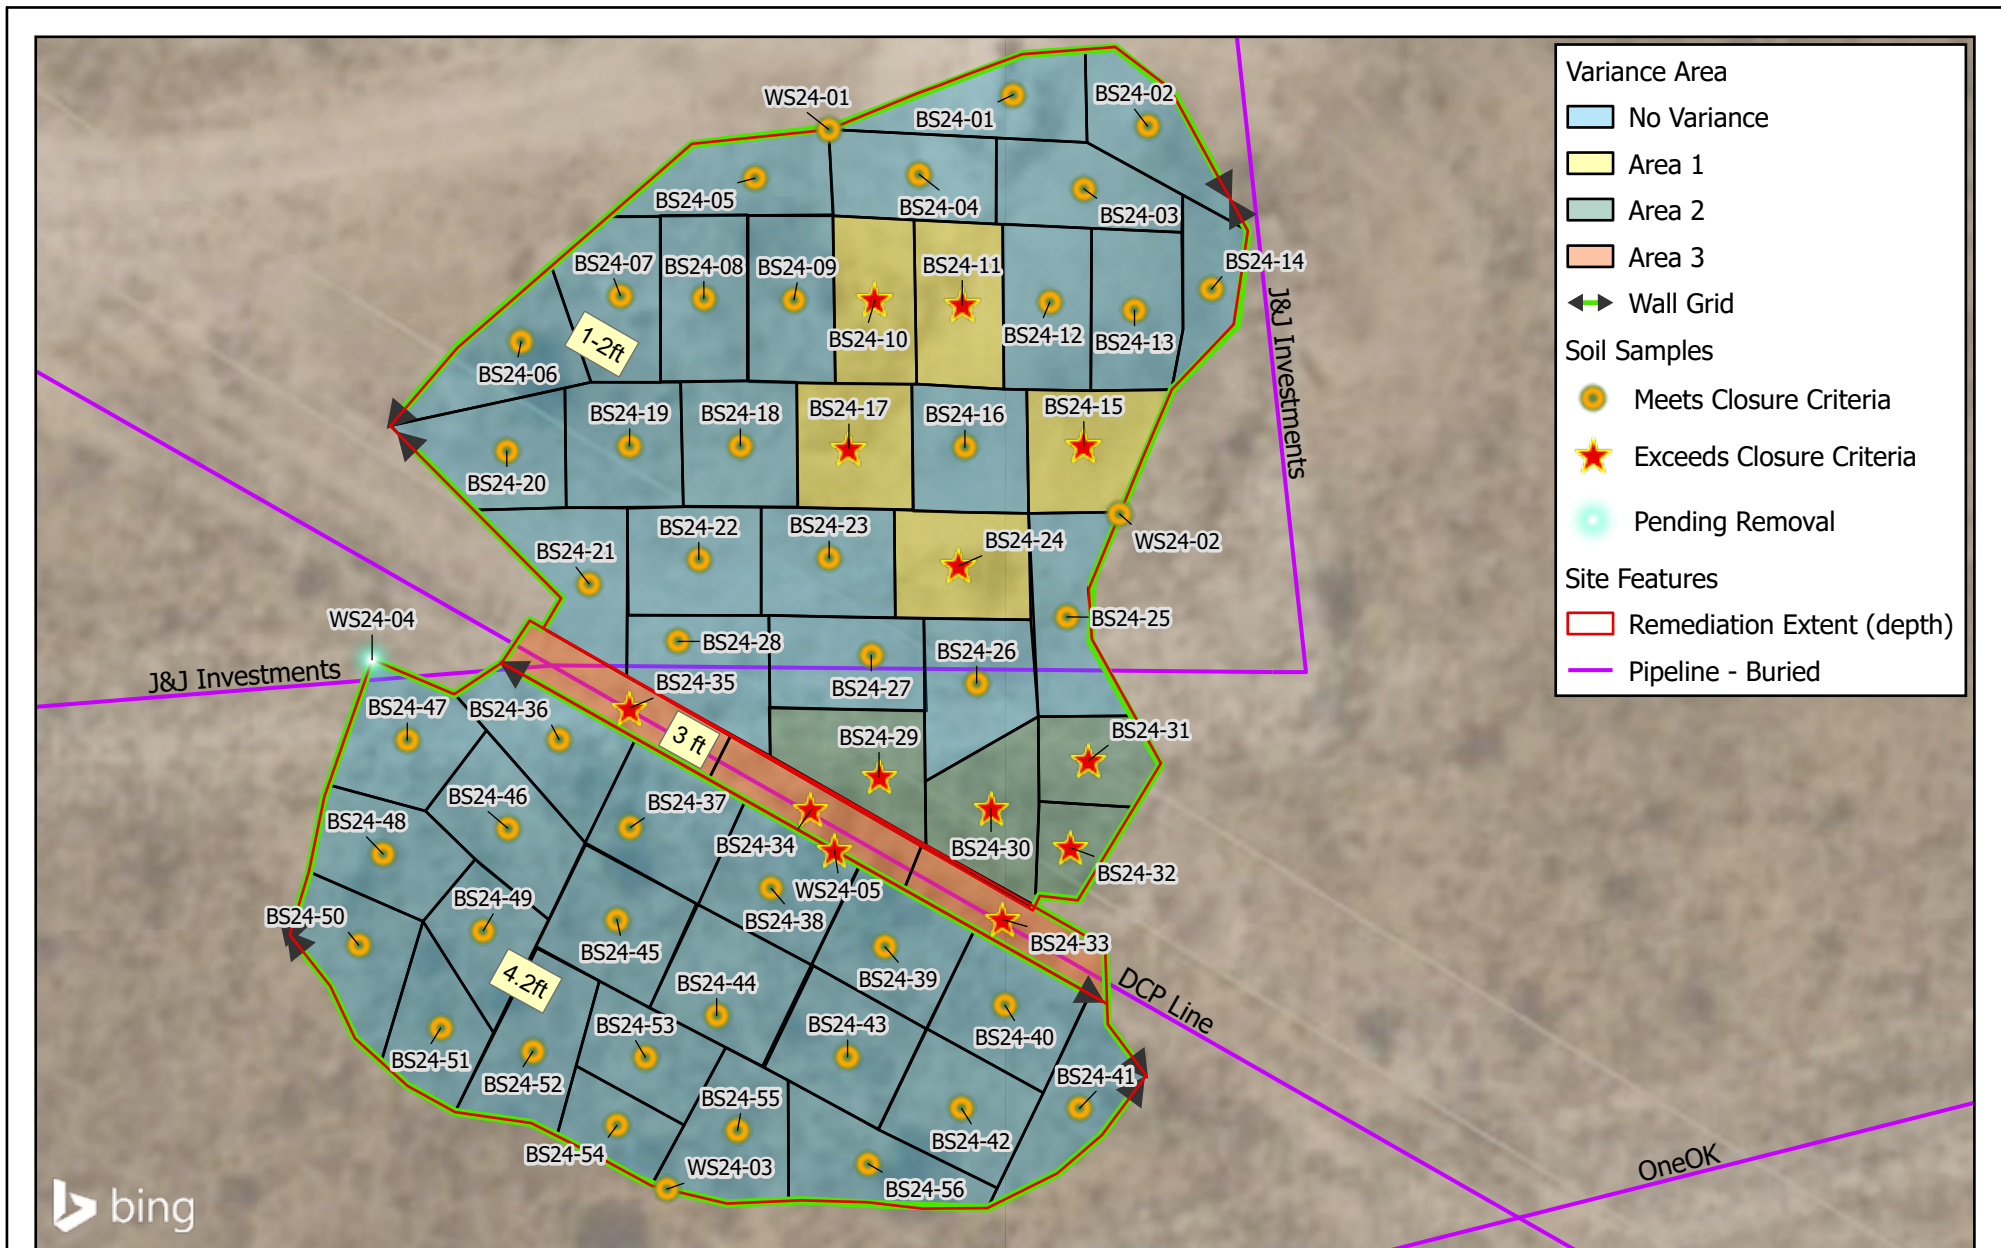 Variance Area
No Variance
Area 1
Area 2
Area 3
Wall Grid
Soil Samples
Meets Closure Criteria
Exceeds Closure Criteria
Pending Removal
Site Features
Remediation Extent (depth)
Pipeline - Buried
WS24-01
BS24-01
BS24-02
BS24-05
BS24-04
BS24-03
BS24-07
BS24-08
BS24-09
BS24-11
BS24-14
BS24-10
BS24-12
BS24-13
1-2ft
BS24-06
J&J Investments
BS24-19
BS24-18
BS24-17
BS24-16
BS24-15
BS24-20
BS24-22
BS24-23
BS24-24
WS24-02
BS24-21
WS24-04
BS24-25
BS24-28
BS24-26
J&J Investments
BS24-35
BS24-27
BS24-47
BS24-36
3 ft
BS24-29
BS24-31
BS24-46
BS24-37
BS24-48
BS24-34
BS24-30
BS24-32
WS24-05
BS24-49
BS24-50
BS24-38
BS24-45
BS24-33
BS24-39
4.2ft
BS24-44
DCP Line
BS24-53
BS24-43
BS24-40
BS24-51
BS24-52
BS24-41
BS24-55
BS24-42
BS24-54
WS24-03
BS24-56
OneOK
bing